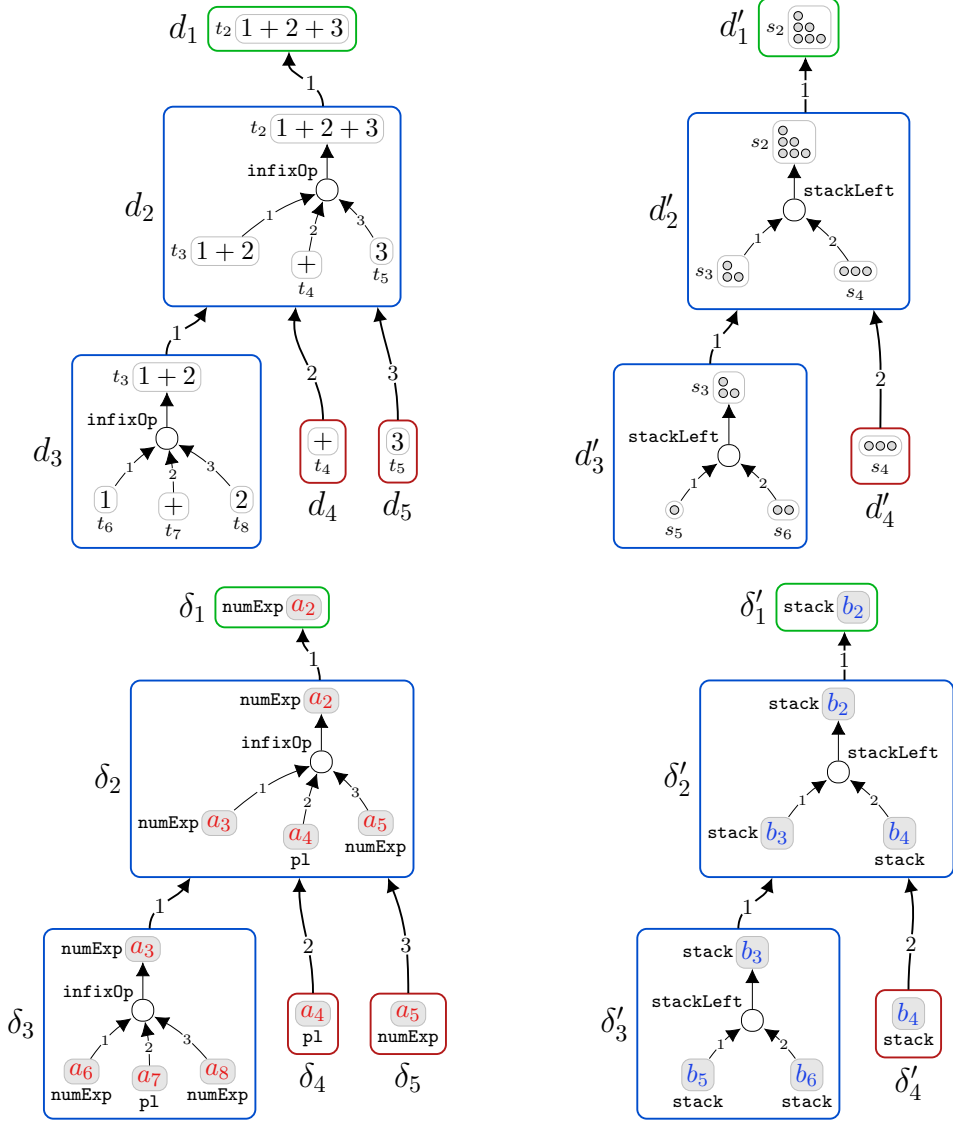 d₁ t₂ 1 + 2 + 3
1
t₂ 1 + 2 + 3
infixOp
d₂
1 2 3
t₃ 1 + 2
+
t₄
3
t₅
1 2 3
t₃ 1 + 2
infixOp
d₃
1 2 3
1
t₆
+
t₇
2
t₈
+
t₄
d₄
3
t₅
d₅
d′₁ s₂
1
s₂
stackLeft
d′₂
1 2
s₃
s₄
1 2
s₃
stackLeft
d′₃
1 2
s₅
s₆
s₄
d′₄
δ₁ numExp a₂
1
numExp a₂
infixOp
δ₂
1 2 3
numExp a₃
a₄
pl
a₅
numExp
1 2 3
numExp a₃
infixOp
δ₃
1 2 3
a₆
numExp
a₇
pl
a₈
numExp
a₄
pl
δ₄
a₅
numExp
δ₅
δ′₁ stack b₂
1
stack b₂
stackLeft
δ′₂
1 2
stack b₃
b₄
stack
1 2
stack b₃
stackLeft
δ′₃
1 2
b₅
stack
b₆
stack
b₄
stack
δ′₄